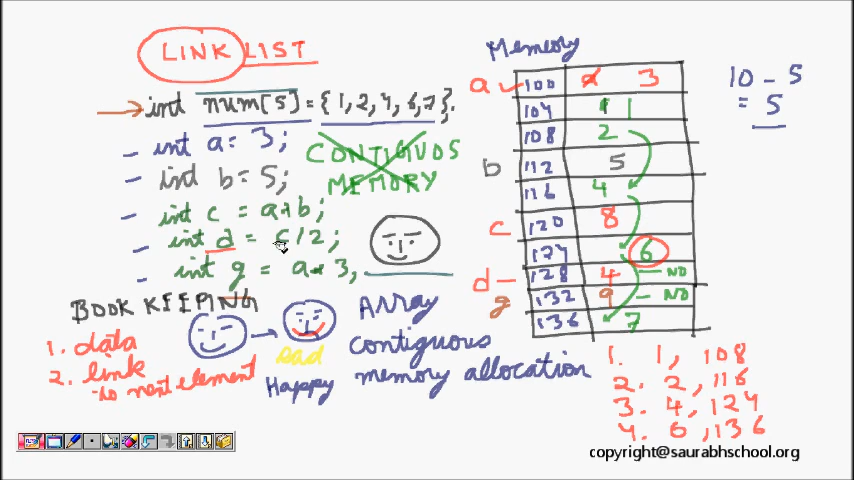 LINK LIST
int num[5] = { 1, 2, 4, 6, 7 };
int a = 3;
int b = 5;
int c = a+b;
int d = c/2;
int g = a * 3,
CONTIGUOS
MEMORY
BOOK KEEPING
1. data
2. link
to next element
Sad
Happy
Array
contiguous
memory allocation
Memory
a 100 3
104 1 1
108 2
b 112 5
116 4
c 120 8
124 6
d - 128 4 - NO
g 132 9 - NO
136 7
10 - 5
= 5
1. 1, 108
2. 2, 116
3. 4, 124
4. 6, 136
copyright@saurabhschool.org